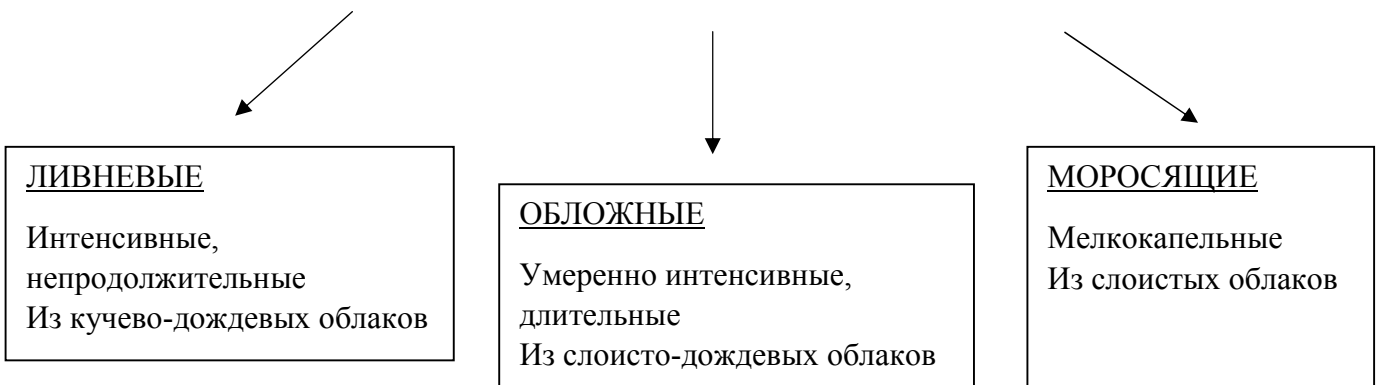 ЛИВНЕВЫЕ
Интенсивные,
непродолжительные
Из кучево-дождевых облаков
ОБЛОЖНЫЕ
Умеренно интенсивные,
длительные
Из слоисто-дождевых облаков
МОРОСЯЩИЕ
Мелкокапельные
Из слоистых облаков